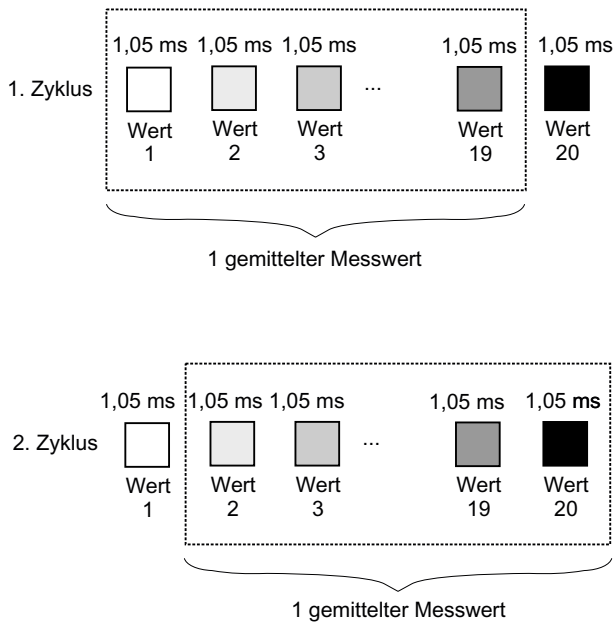 1,05 ms 1,05 ms 1,05 ms 1,05 ms 1,05 ms
1. Zyklus ...
Wert Wert Wert Wert Wert
1 2 3 19 20
1 gemittelter Messwert
1,05 ms 1,05 ms 1,05 ms 1,05 ms 1,05 ms
2. Zyklus ...
Wert Wert Wert Wert Wert
1 2 3 19 20
1 gemittelter Messwert